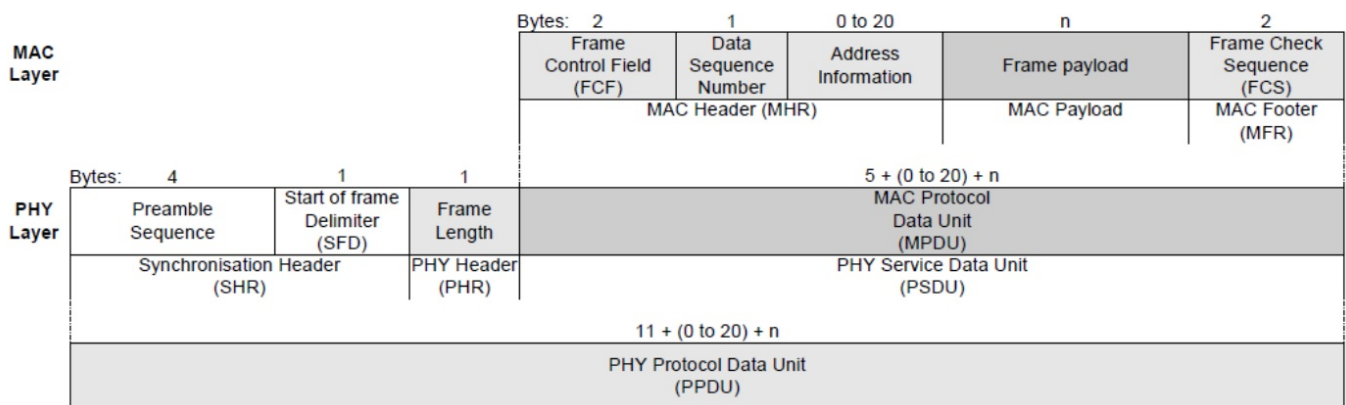 Bytes: 2 1 0 to 20 n 2
MAC
Layer
Frame
Control Field
(FCF)
Data
Sequence
Number
Address
Information
Frame payload
Frame Check
Sequence
(FCS)
MAC Header (MHR)
MAC Payload
MAC Footer
(MFR)
Bytes: 4 1 1 5 + (0 to 20) + n
PHY
Layer
Preamble
Sequence
Start of frame
Delimiter
(SFD)
Frame
Length
MAC Protocol
Data Unit
(MPDU)
Synchronisation Header
(SHR)
PHY Header
(PHR)
PHY Service Data Unit
(PSDU)
11 + (0 to 20) + n
PHY Protocol Data Unit
(PPDU)